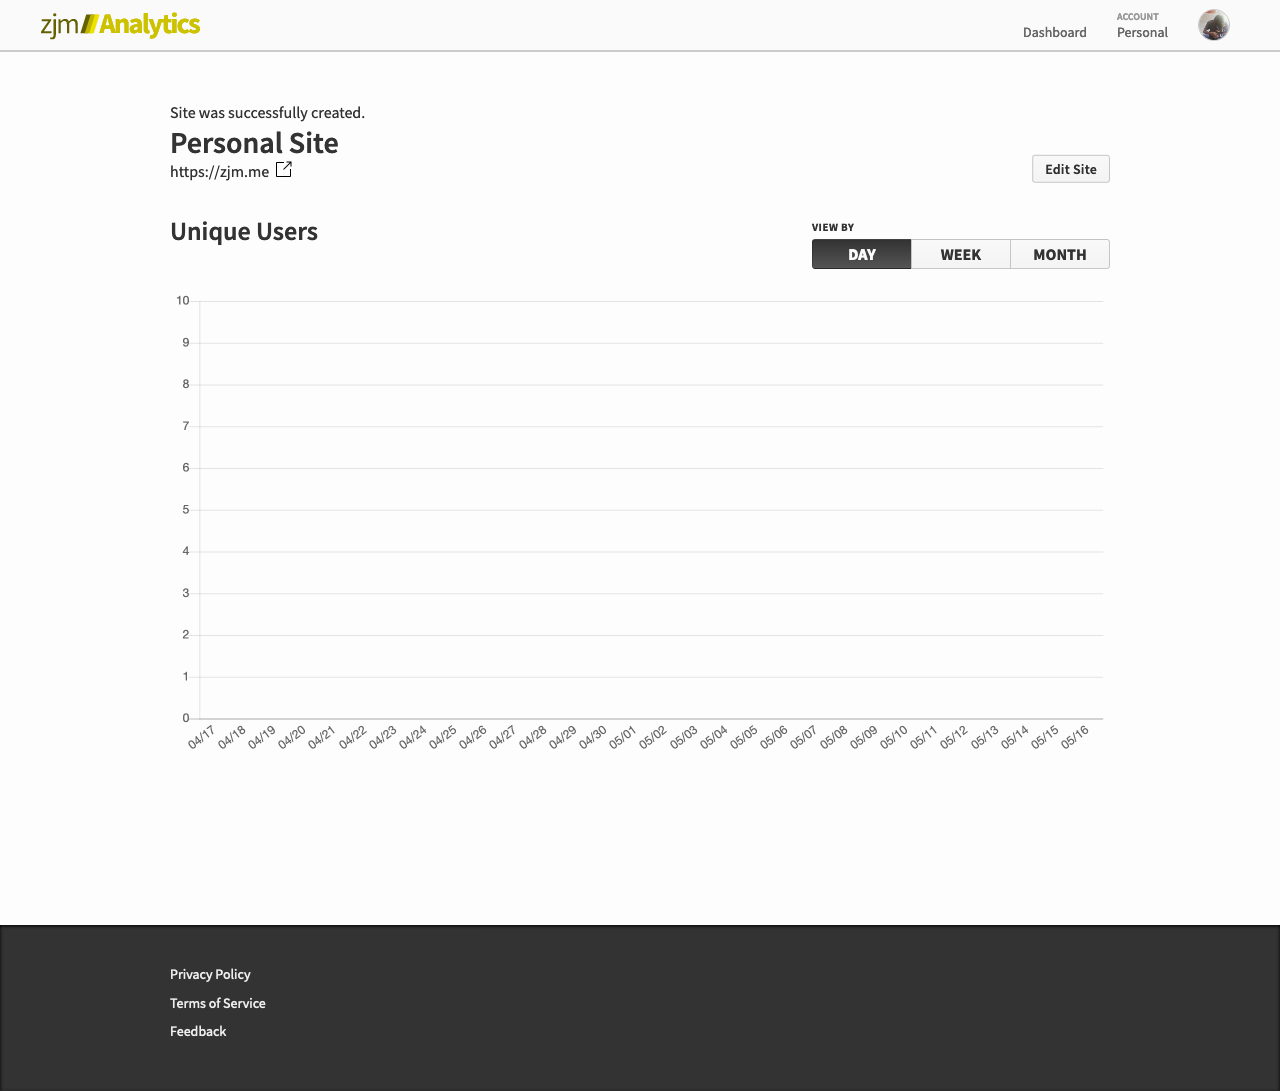 zjm Analytics
Dashboard
ACCOUNT
Personal
Site was successfully created.
Personal Site
https://zjm.me
Edit Site
Unique Users
VIEW BY
DAY WEEK MONTH
10
9
8
7
6
5
4
3
2
1
0
04/17 04/18 04/19 04/20 04/21 04/22 04/23 04/24 04/25 04/26 04/27 04/28 04/29 04/30 05/01 05/02 05/03 05/04 05/05 05/06 05/07 05/08 05/09 05/10 05/11 05/12 05/13 05/14 05/15 05/16
Privacy Policy
Terms of Service
Feedback